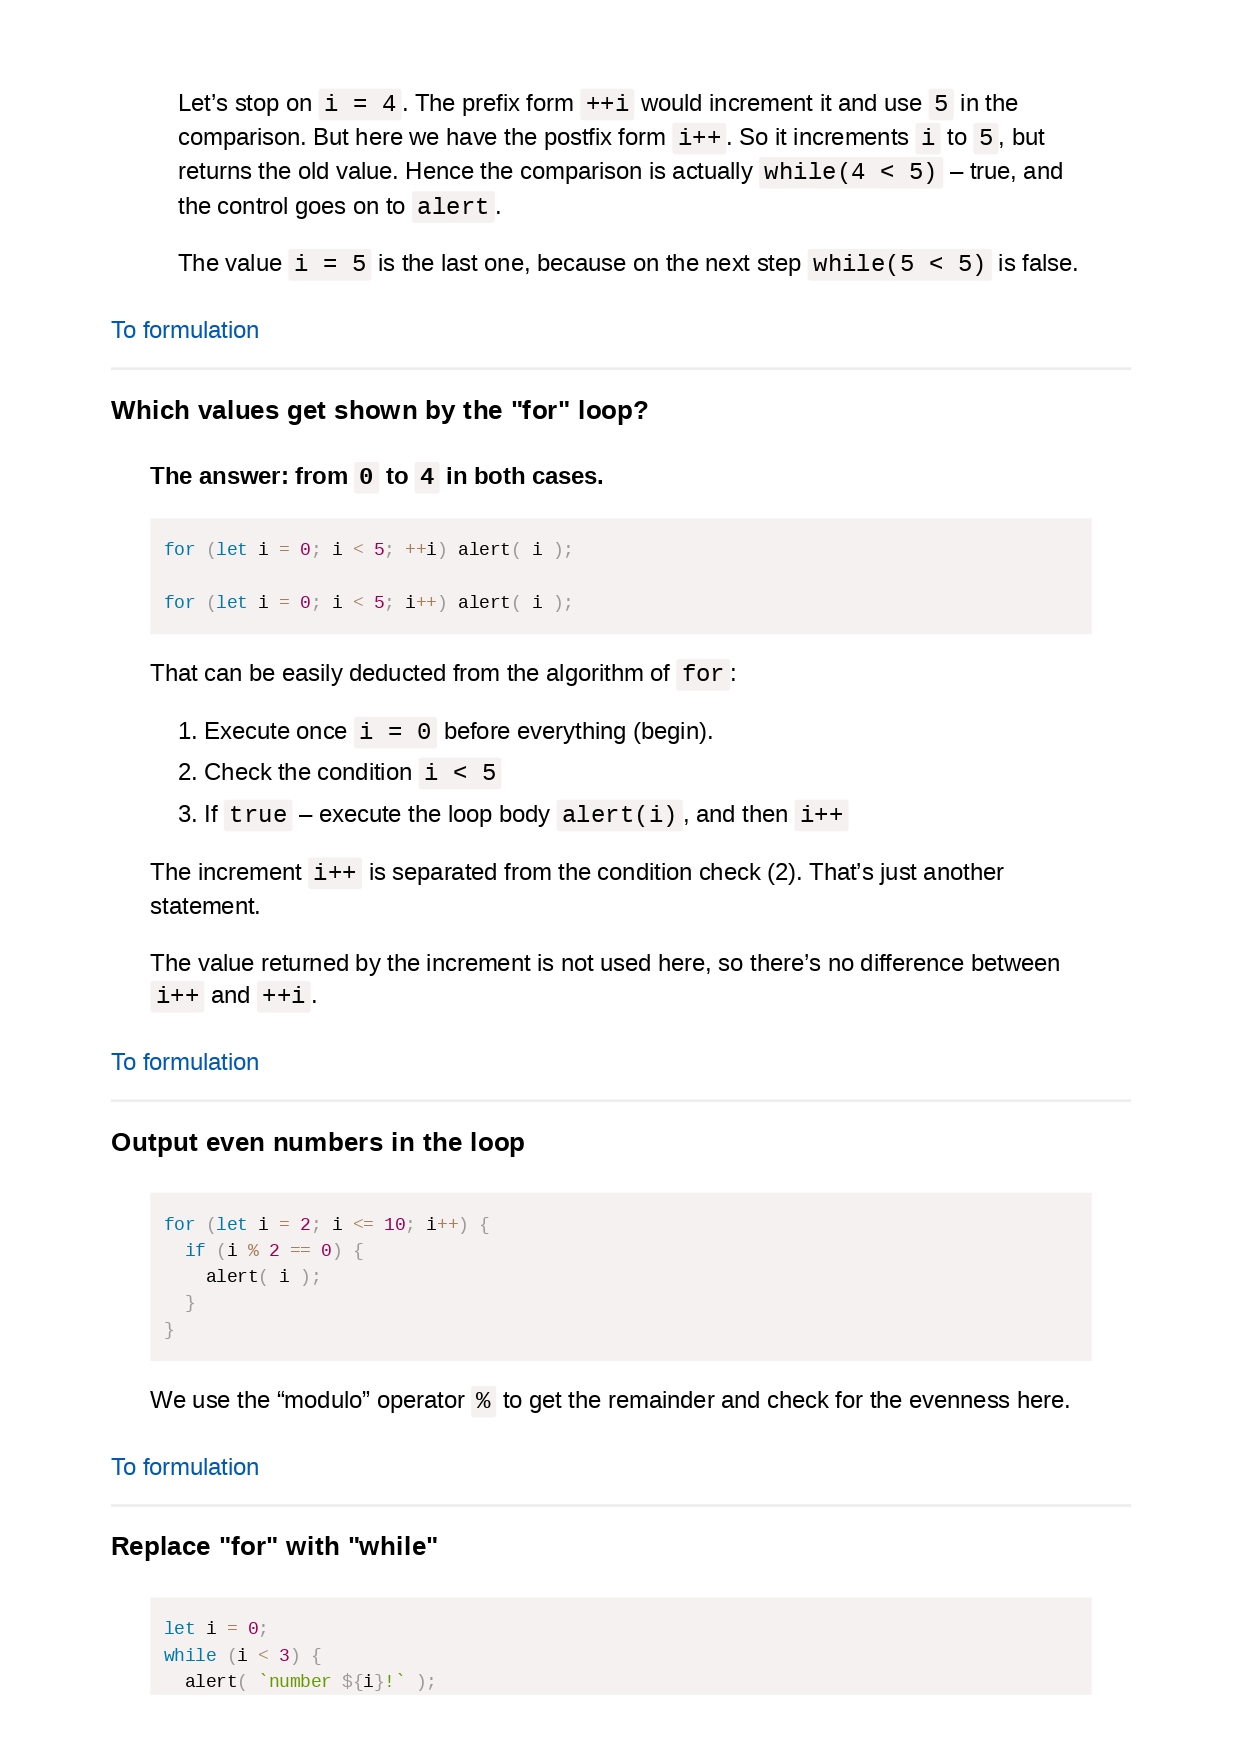 Let’s stop on i = 4. The prefix form ++i would increment it and use 5 in the
comparison. But here we have the postfix form i++. So it increments i to 5, but
returns the old value. Hence the comparison is actually while(4 < 5) – true, and
the control goes on to alert.
The value i = 5 is the last one, because on the next step while(5 < 5) is false.
To formulation
Which values get shown by the "for" loop?
The answer: from 0 to 4 in both cases.
for (let i = 0; i < 5; ++i) alert( i );
for (let i = 0; i < 5; i++) alert( i );
That can be easily deducted from the algorithm of for:
1. Execute once i = 0 before everything (begin).
2. Check the condition i < 5
3. If true – execute the loop body alert(i), and then i++
The increment i++ is separated from the condition check (2). That’s just another
statement.
The value returned by the increment is not used here, so there’s no difference between
i++ and ++i.
To formulation
Output even numbers in the loop
for (let i = 2; i <= 10; i++) {
  if (i % 2 == 0) {
    alert( i );
  }
}
We use the “modulo” operator % to get the remainder and check for the evenness here.
To formulation
Replace "for" with "while"
let i = 0;
while (i < 3) {
  alert( `number ${i}!` );